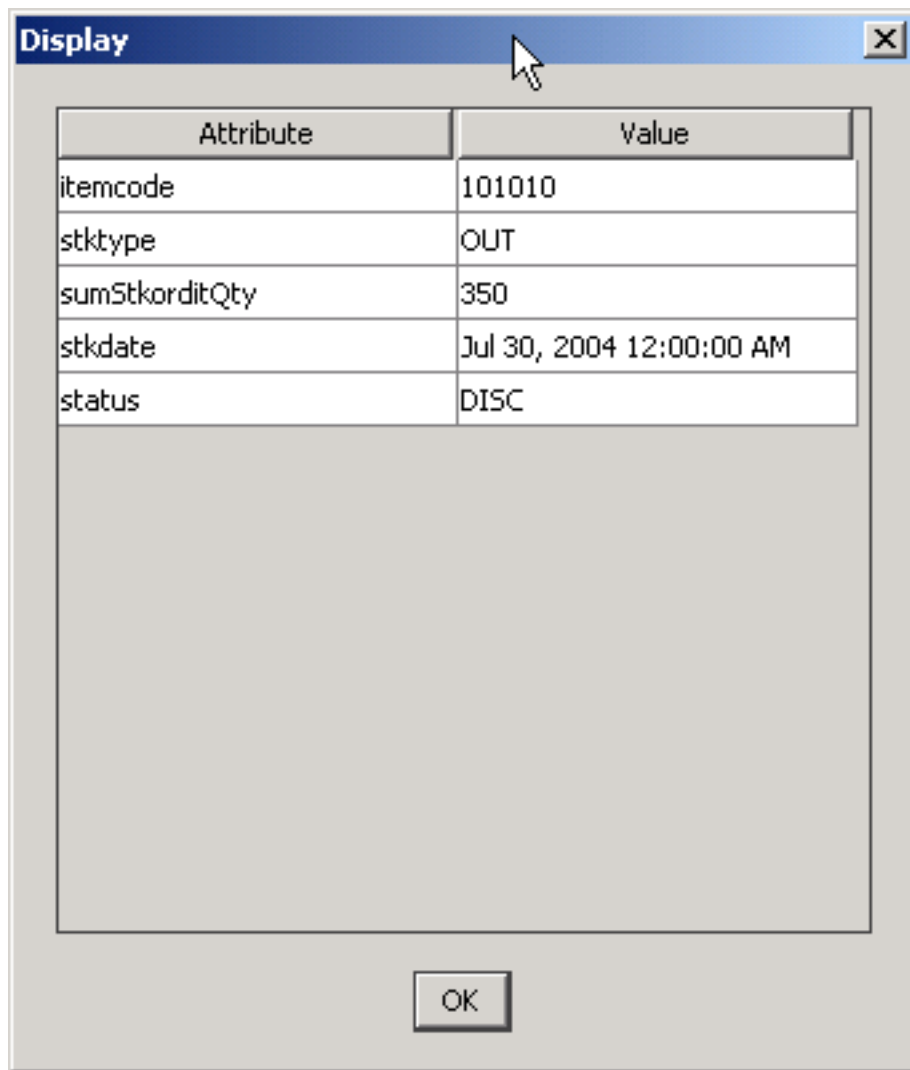 Display
Attribute Value
itemcode 101010
stktype OUT
sumStkorditQty 350
stkdate Jul 30, 2004 12:00:00 AM
status DISC
OK